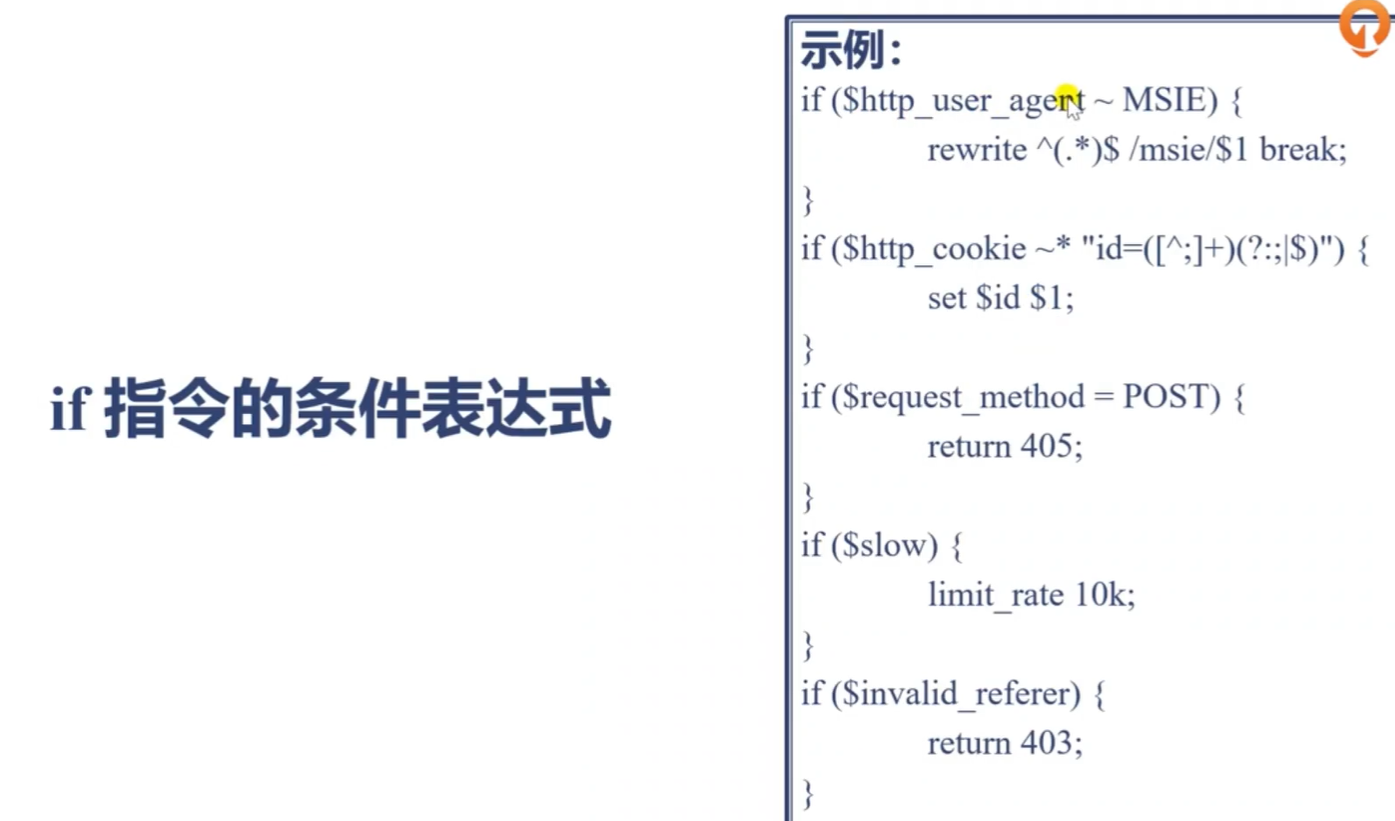 if 指令的条件表达式
示例：
if ($http_user_agent ~ MSIE) {
rewrite ^(.*)$ /msie/$1 break;
}
if ($http_cookie ~* "id=([^;]+)(?:;|$)") {
set $id $1;
}
if ($request_method = POST) {
return 405;
}
if ($slow) {
limit_rate 10k;
}
if ($invalid_referer) {
return 403;
}